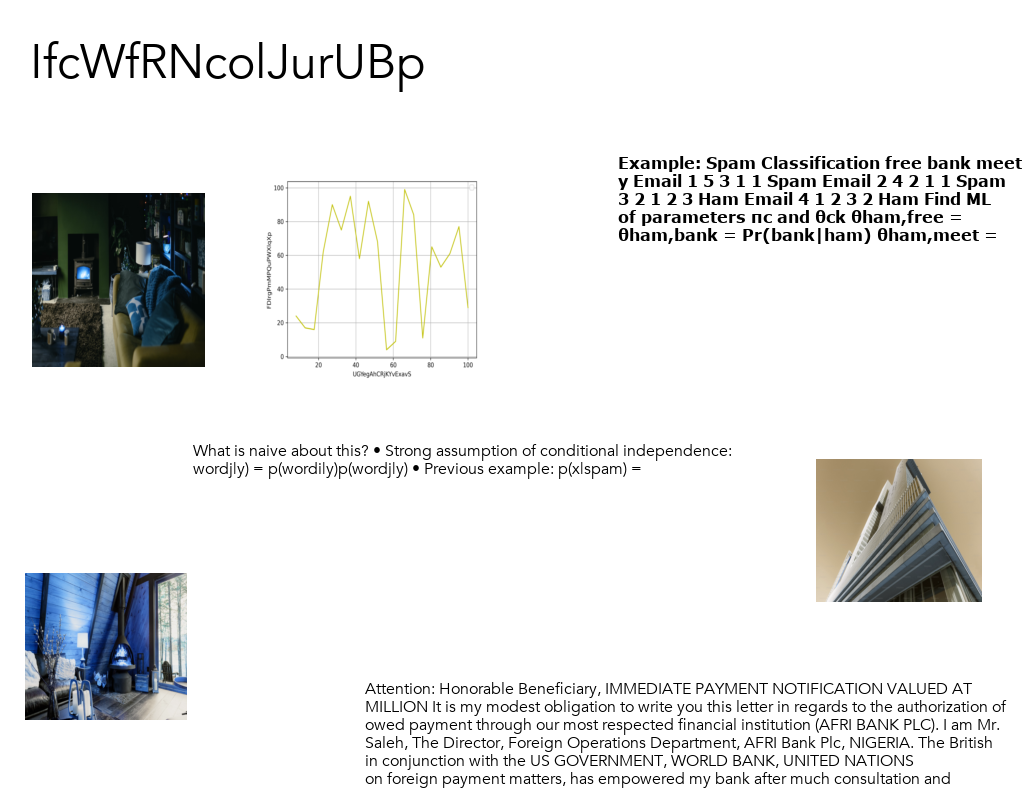 IfcWfRNcolJurUBp
Example: Spam Classification free bank meet
y Email 1 5 3 1 1 Spam Email 2 4 2 1 1 Spam
3 2 1 2 3 Ham Email 4 1 2 3 2 Ham Find ML
of parameters πc and θck θham,free =
θham,bank = Pr(bank|ham) θham,meet =
100
80
60
40
20
0
20 40 60 80 100
UGYegAhCRjKYvExavS
What is naive about this? • Strong assumption of conditional independence:
wordjly) = p(wordily)p(wordjly) • Previous example: p(xlspam) =
Attention: Honorable Beneficiary, IMMEDIATE PAYMENT NOTIFICATION VALUED AT
MILLION It is my modest obligation to write you this letter in regards to the authorization of
owed payment through our most respected financial institution (AFRI BANK PLC). I am Mr.
Saleh, The Director, Foreign Operations Department, AFRI Bank Plc, NIGERIA. The British
in conjunction with the US GOVERNMENT, WORLD BANK, UNITED NATIONS
on foreign payment matters, has empowered my bank after much consultation and